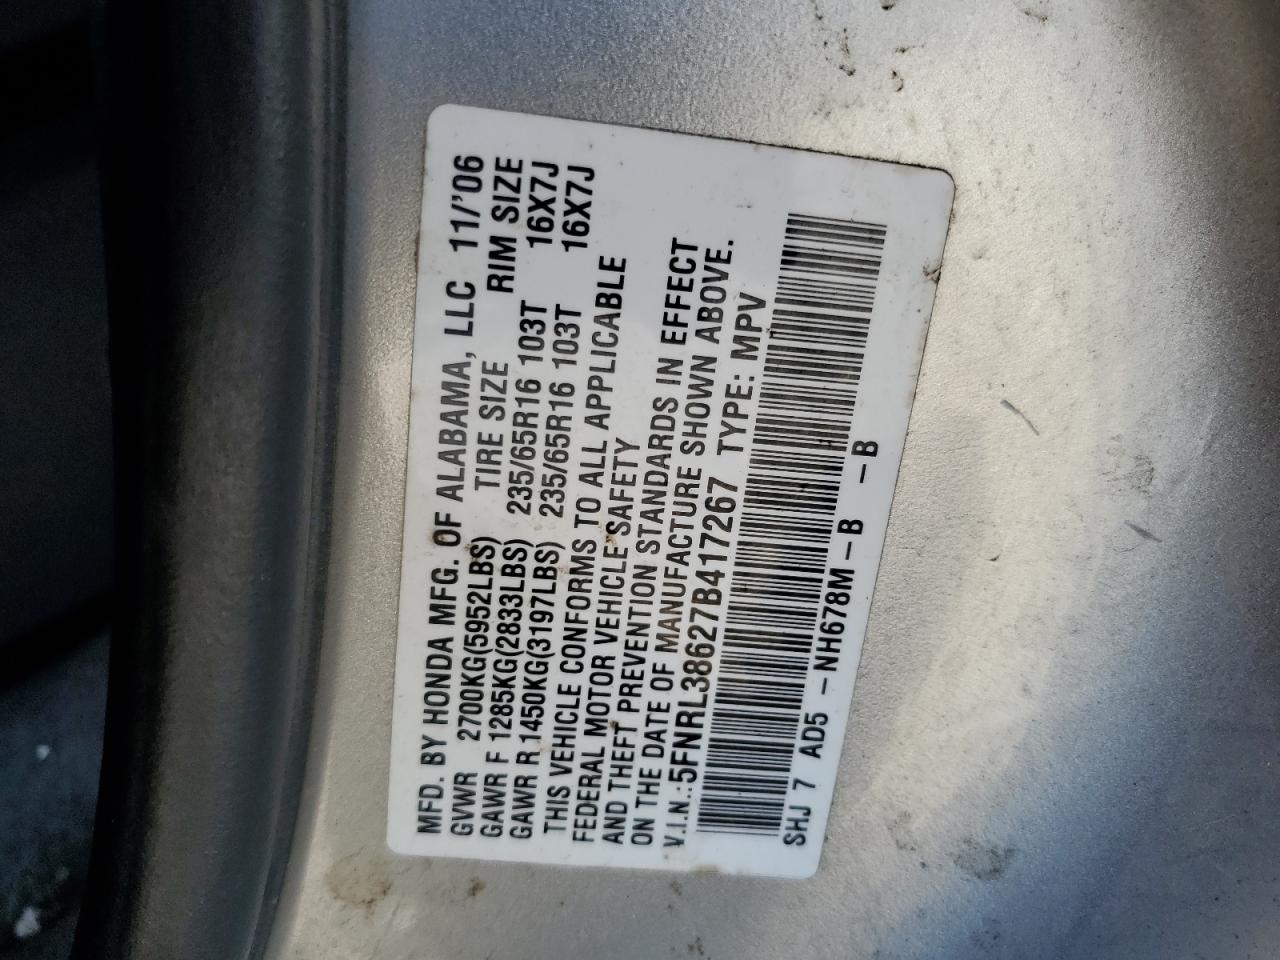 MFD. BY HONDA MFG. OF ALABAMA, LLC 11/'06
GVWR 2700KG(5952LBS) TIRE SIZE RIM SIZE
GAWR F 1285KG(2833LBS) 235/65R16 103T 16X7J
GAWR R 1450KG(3197LBS) 235/65R16 103T 16X7J
THIS VEHICLE CONFORMS TO ALL APPLICABLE
FEDERAL MOTOR VEHICLE SAFETY
AND THEFT PREVENTION STANDARDS IN EFFECT
ON THE DATE OF MANUFACTURE SHOWN ABOVE.
V.I.N.:5FNRL38627B417267 TYPE: MPV
SHJ 7 AD5 -NH678M-B -B